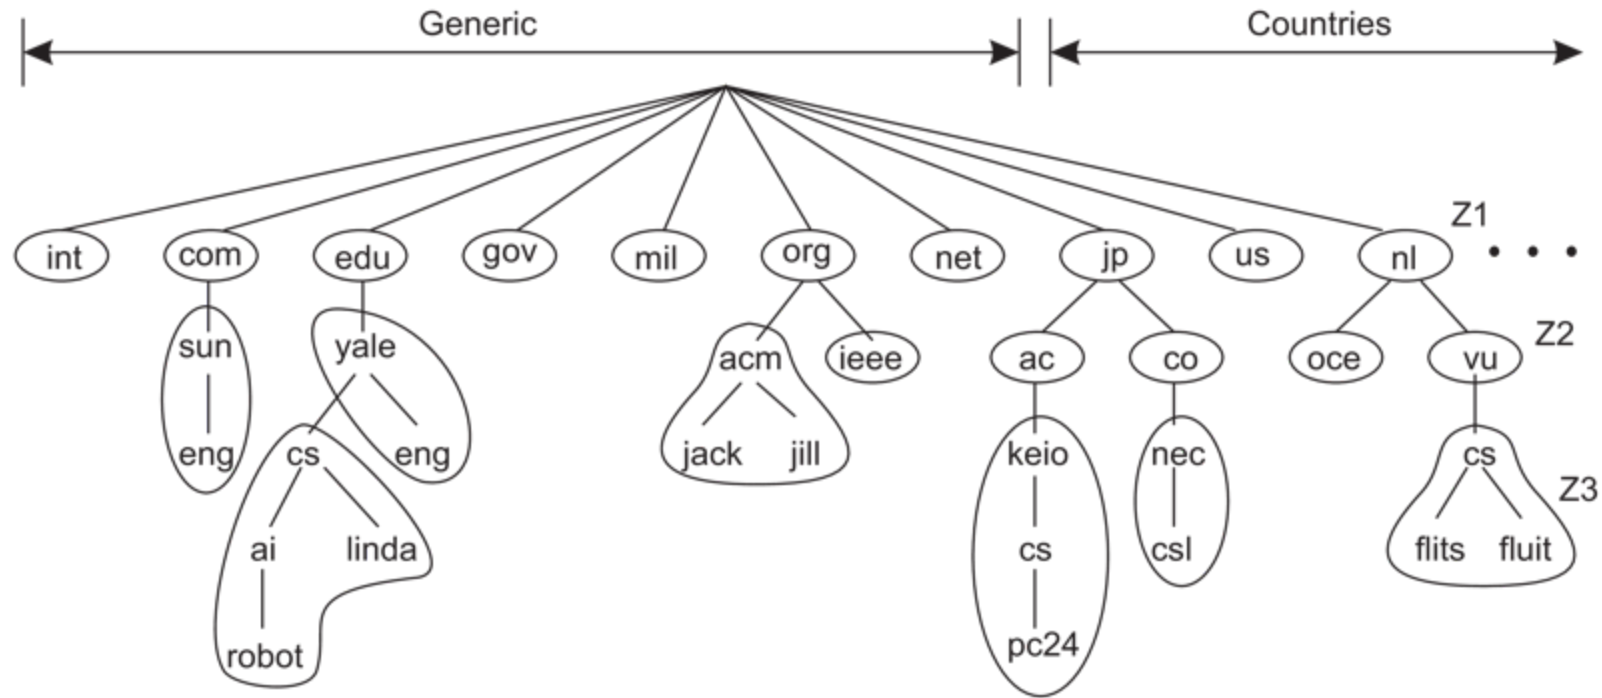 Generic Countries
Z1
int com edu gov mil org net jp us nl
Z2
sun yale acm ieee ac co oce vu
eng cs eng jack jill keio nec cs
Z3
ai linda cs csl flits fluit
robot pc24